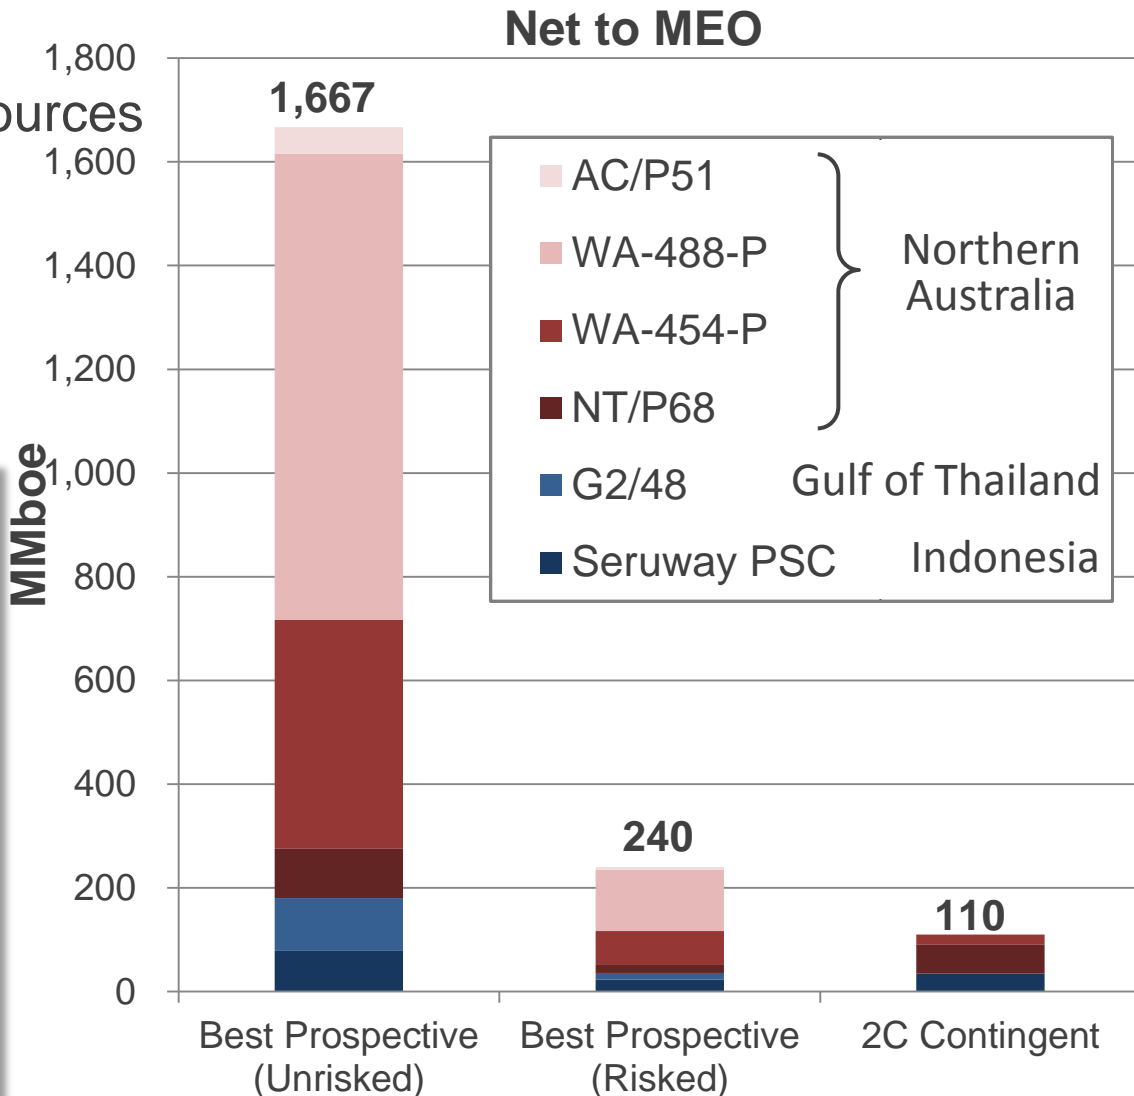 Net to MEO
ources
1,800
1,600
1,400
1,200
1,000
800
600
400
200
0
MMboe
1,667
240
110
AC/P51
WA-488-P
WA-454-P
NT/P68
G2/48
Seruway PSC
Northern
Australia
Gulf of Thailand
Indonesia
Best Prospective
(Unrisked)
Best Prospective
(Risked)
2C Contingent